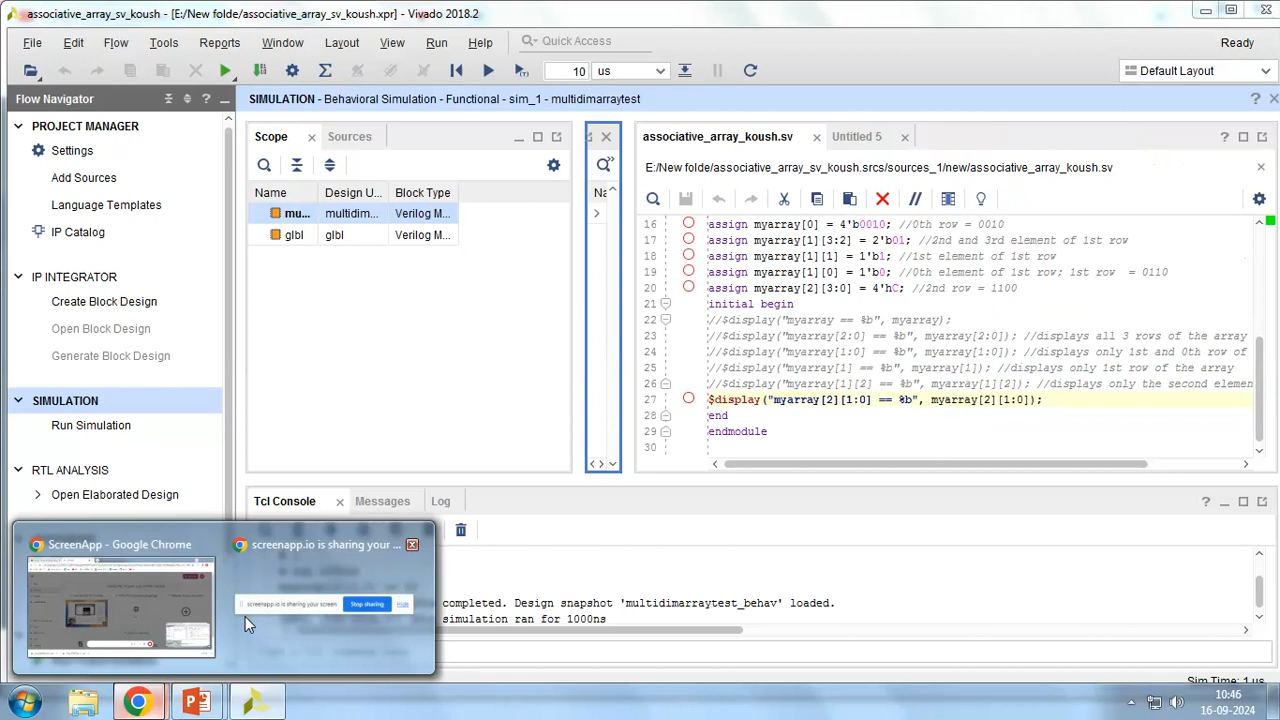 associative_array_sv_koush - [E:/New folde/associative_array_sv_koush.xpr] - Vivado 2018.2
File Edit Flow Tools Reports Window Layout View Run Help Quick Access Ready
10 us Default Layout
Flow Navigator
SIMULATION - Behavioral Simulation - Functional - sim_1 - multidimarraytest
PROJECT MANAGER
Settings
Add Sources
Language Templates
IP Catalog
IP INTEGRATOR
Create Block Design
Open Block Design
Generate Block Design
SIMULATION
Run Simulation
RTL ANALYSIS
Open Elaborated Design
Scope Sources
Name Design U... Block Type
mu... multidim... Verilog M...
glbl glbl Verilog M...
Na
associative_array_koush.sv Untitled 5
E:/New folde/associative_array_sv_koush.srcs/sources_1/new/associative_array_koush.sv
16 assign myarray[0] = 4'b0010; //0th row = 0010
17 assign myarray[1][3:2] = 2'b01; //2nd and 3rd element of 1st row
18 assign myarray[1][1] = 1'b1; //1st element of 1st row
19 assign myarray[1][0] = 1'b0; //0th element of 1st row; 1st row  = 0110
20 assign myarray[2][3:0] = 4'hC; //2nd row = 1100
21 initial begin
22 //$display("myarray == %b", myarray);
23 //$display("myarray[2:0] == %b", myarray[2:0]); //displays all 3 rows of the array
24 //$display("myarray[1:0] == %b", myarray[1:0]); //displays only 1st and 0th row of
25 //$display("myarray[1] == %b", myarray[1]); //displays only 1st row of the array
26 //$display("myarray[1][2] == %b", myarray[1][2]); //displays only the second elemen
27 $display("myarray[2][1:0] == %b", myarray[2][1:0]);
28 end
29 endmodule
30
Tcl Console Messages Log
completed. Design snapshot 'multidimarraytest_behav' loaded.
simulation ran for 1000ns
Sim Time: 1 us
ScreenApp - Google Chrome
screenapp.io is sharing your ...
screenapp.io is sharing your screen Stop sharing Hide
10:46
16-09-2024